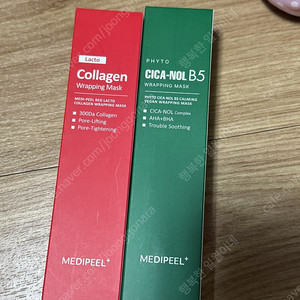 Lacto
Collagen
Wrapping Mask
MEDI-PEEL RED LACTO
COLLAGEN WRAPPING MASK
• 300Da Collagen
• Pore-Lifting
• Pore-Tightening
MEDIPEEL+
PHYTO
CICA-NOL B5
WRAPPING MASK
PHYTO CICA-NOL B5 CALMING
VEGAN WRAPPING MASK
• CICA-NOL Complex
• AHA+BHA
• Trouble Soothing
MEDIPEEL+